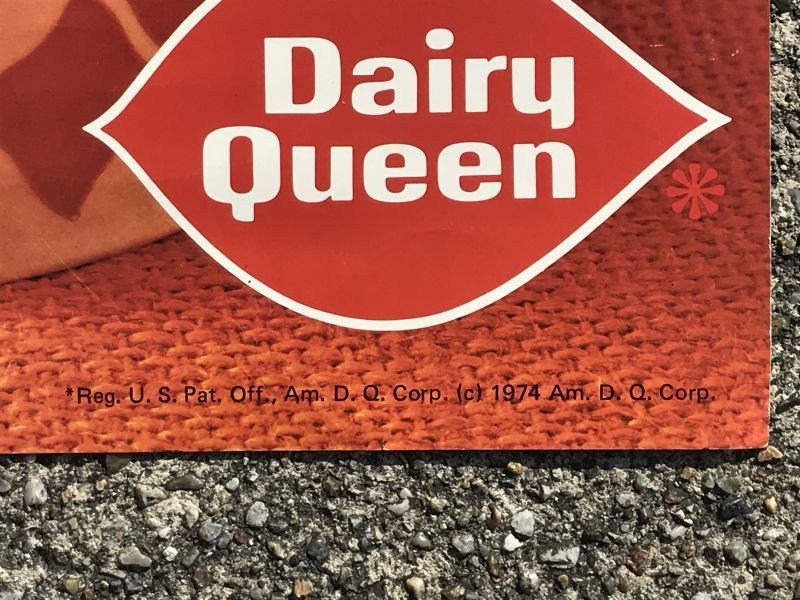 Dairy
Queen
*
*Reg. U. S. Pat. Off., Am. D. Q. Corp. (c) 1974 Am. D. Q. Corp.